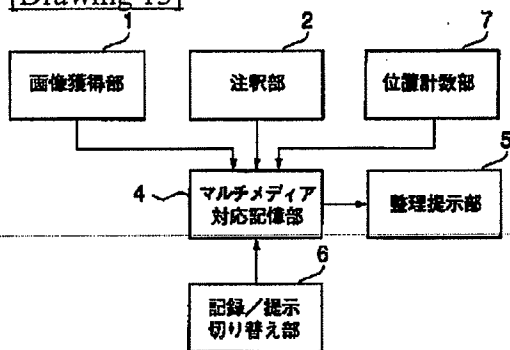 [Drawing 15]
1
2
7
画像獲得部
注釈部
位置計数部
5
4
マルチメディア
対応記憶部
整理提示部
6
記録/提示
切り替え部